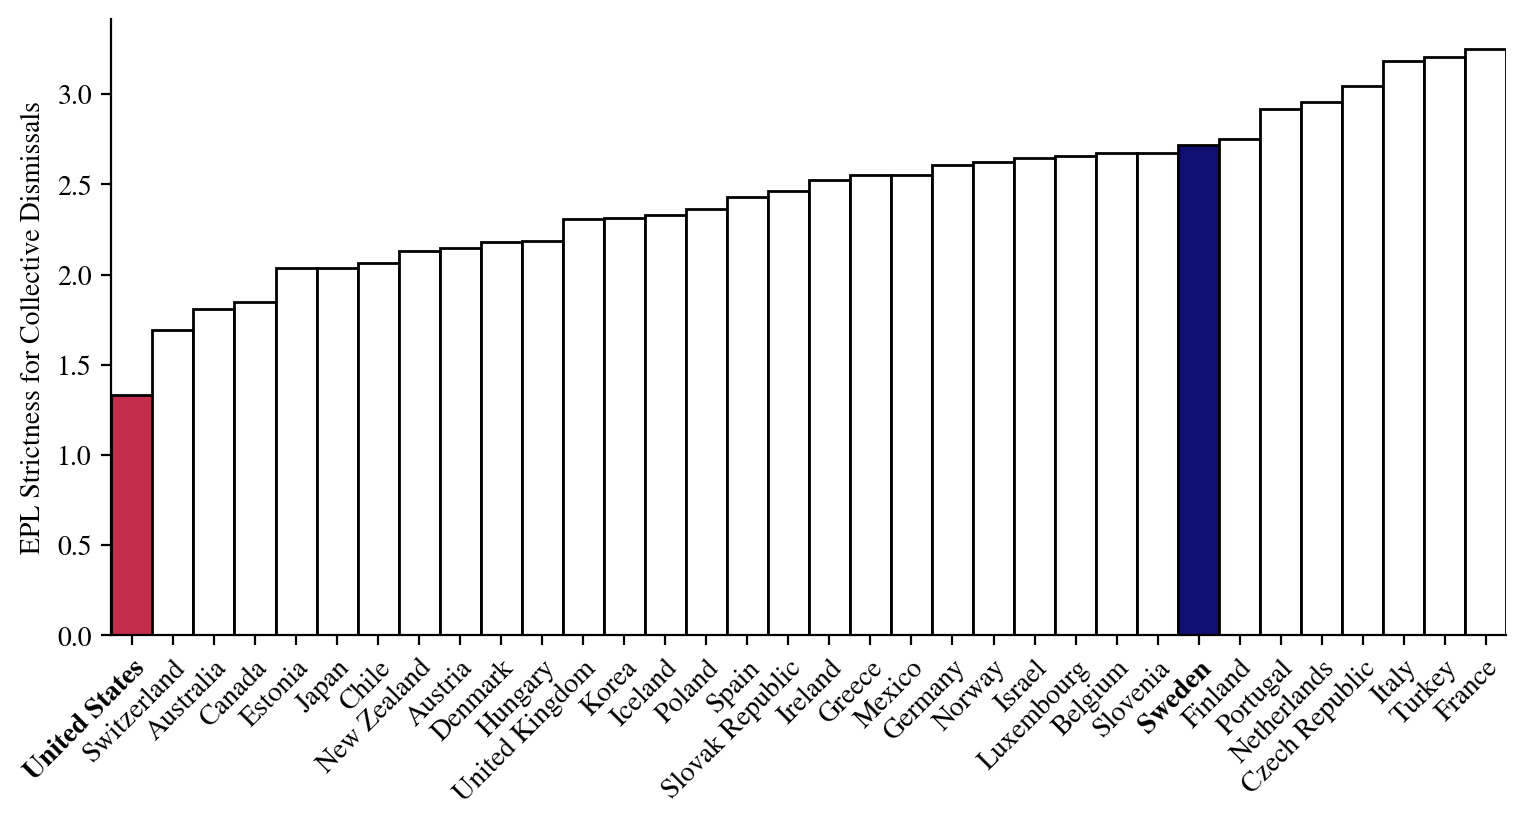 EPL Strictness for Collective Dismissals
3.0
2.5
2.0
1.5
1.0
0.5
0.0
United States
Switzerland
Australia
Canada
Estonia
Japan
Chile
New Zealand
Austria
Denmark
Hungary
United Kingdom
Korea
Iceland
Poland
Spain
Slovak Republic
Ireland
Greece
Mexico
Germany
Norway
Israel
Luxembourg
Belgium
Slovenia
Sweden
Finland
Portugal
Netherlands
Czech Republic
Italy
Turkey
France